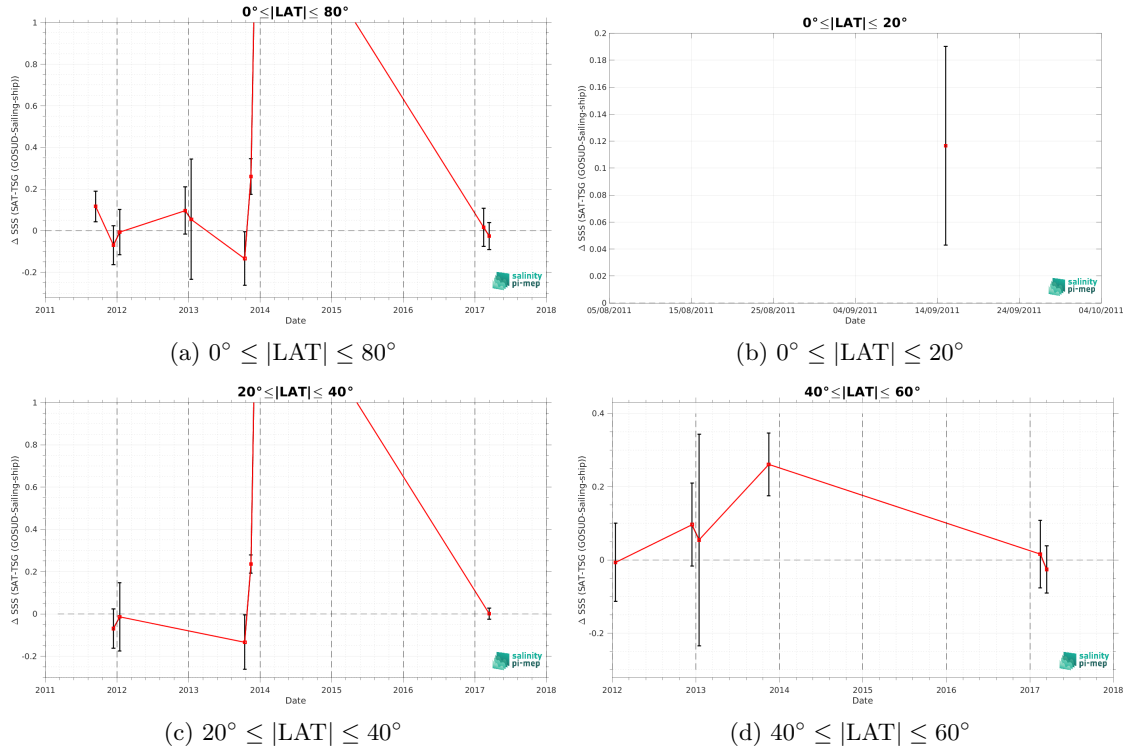 0°≤|LAT|≤ 80°
Δ SSS (SAT-TSG (GOSUD-Sailing-ship))
1
0.8
0.6
0.4
0.2
0
-0.2
2011 2012 2013 2014 2015 2016 2017 2018
Date
salinity
pi-mep
(a) 0° ≤ |LAT| ≤ 80°
0°≤|LAT|≤ 20°
Δ SSS (SAT-TSG (GOSUD-Sailing-ship))
0.2
0.18
0.16
0.14
0.12
0.1
0.08
0.06
0.04
0.02
0
05/08/2011 15/08/2011 25/08/2011 04/09/2011 14/09/2011 24/09/2011 04/10/2011
Date
salinity
pi-mep
(b) 0° ≤ |LAT| ≤ 20°
20°≤|LAT|≤ 40°
Δ SSS (SAT-TSG (GOSUD-Sailing-ship))
1
0.8
0.6
0.4
0.2
0
-0.2
2011 2012 2013 2014 2015 2016 2017 2018
Date
salinity
pi-mep
(c) 20° ≤ |LAT| ≤ 40°
40°≤|LAT|≤ 60°
Δ SSS (SAT-TSG (GOSUD-Sailing-ship))
0.4
0.2
0
-0.2
2012 2013 2014 2015 2016 2017 2018
Date
salinity
pi-mep
(d) 40° ≤ |LAT| ≤ 60°